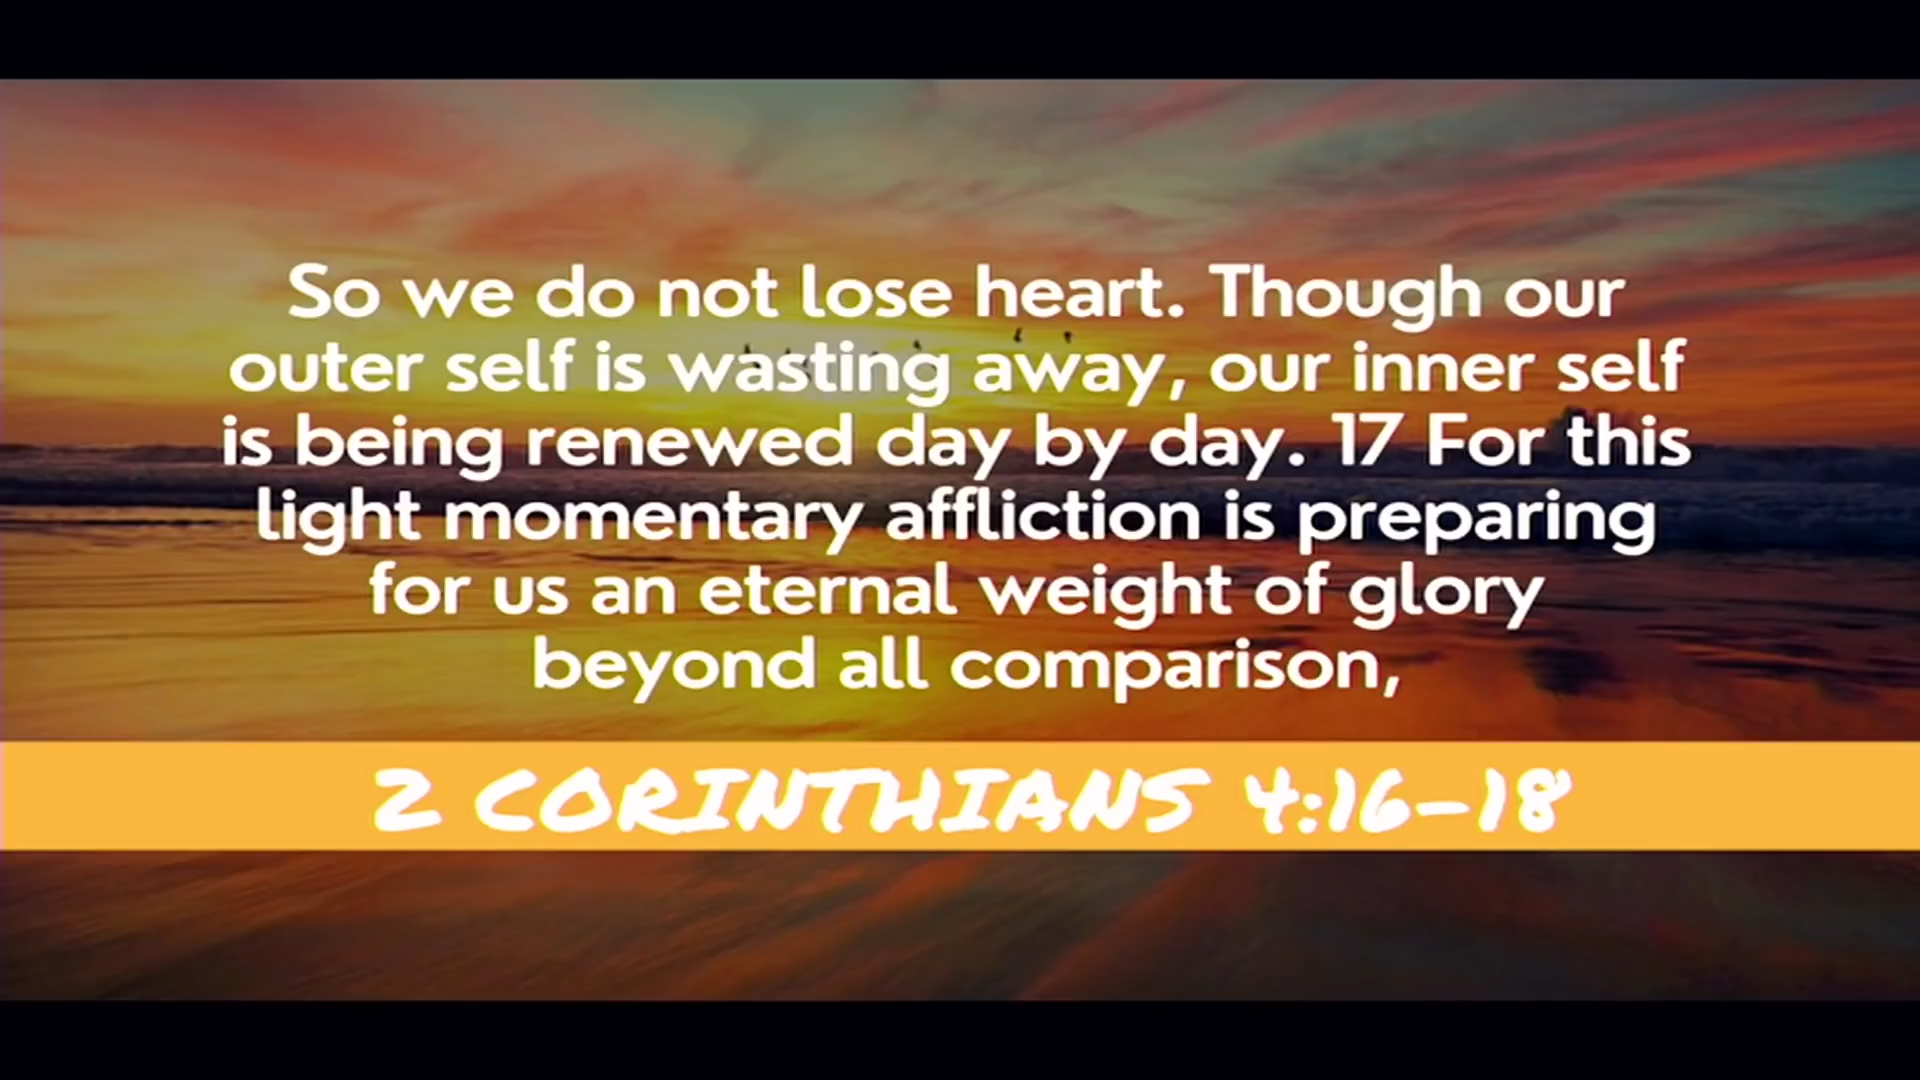 So we do not lose heart. Though our
outer self is wasting away, our inner self
is being renewed day by day. 17 For this
light momentary affliction is preparing
for us an eternal weight of glory
beyond all comparison,
2 CORINTHIANS 4:16-18